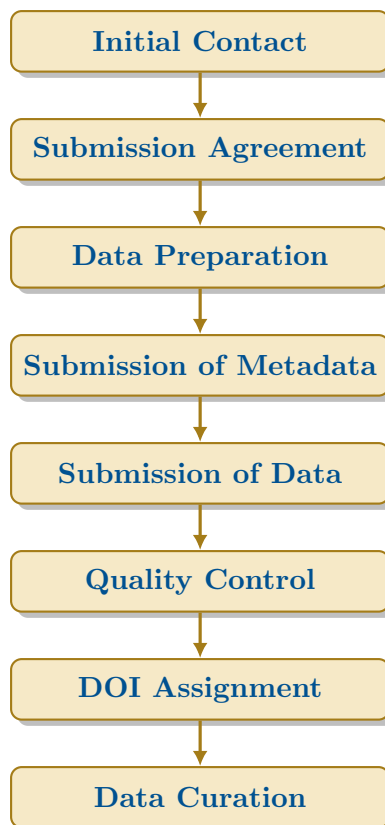 Initial Contact
Submission Agreement
Data Preparation
Submission of Metadata
Submission of Data
Quality Control
DOI Assignment
Data Curation